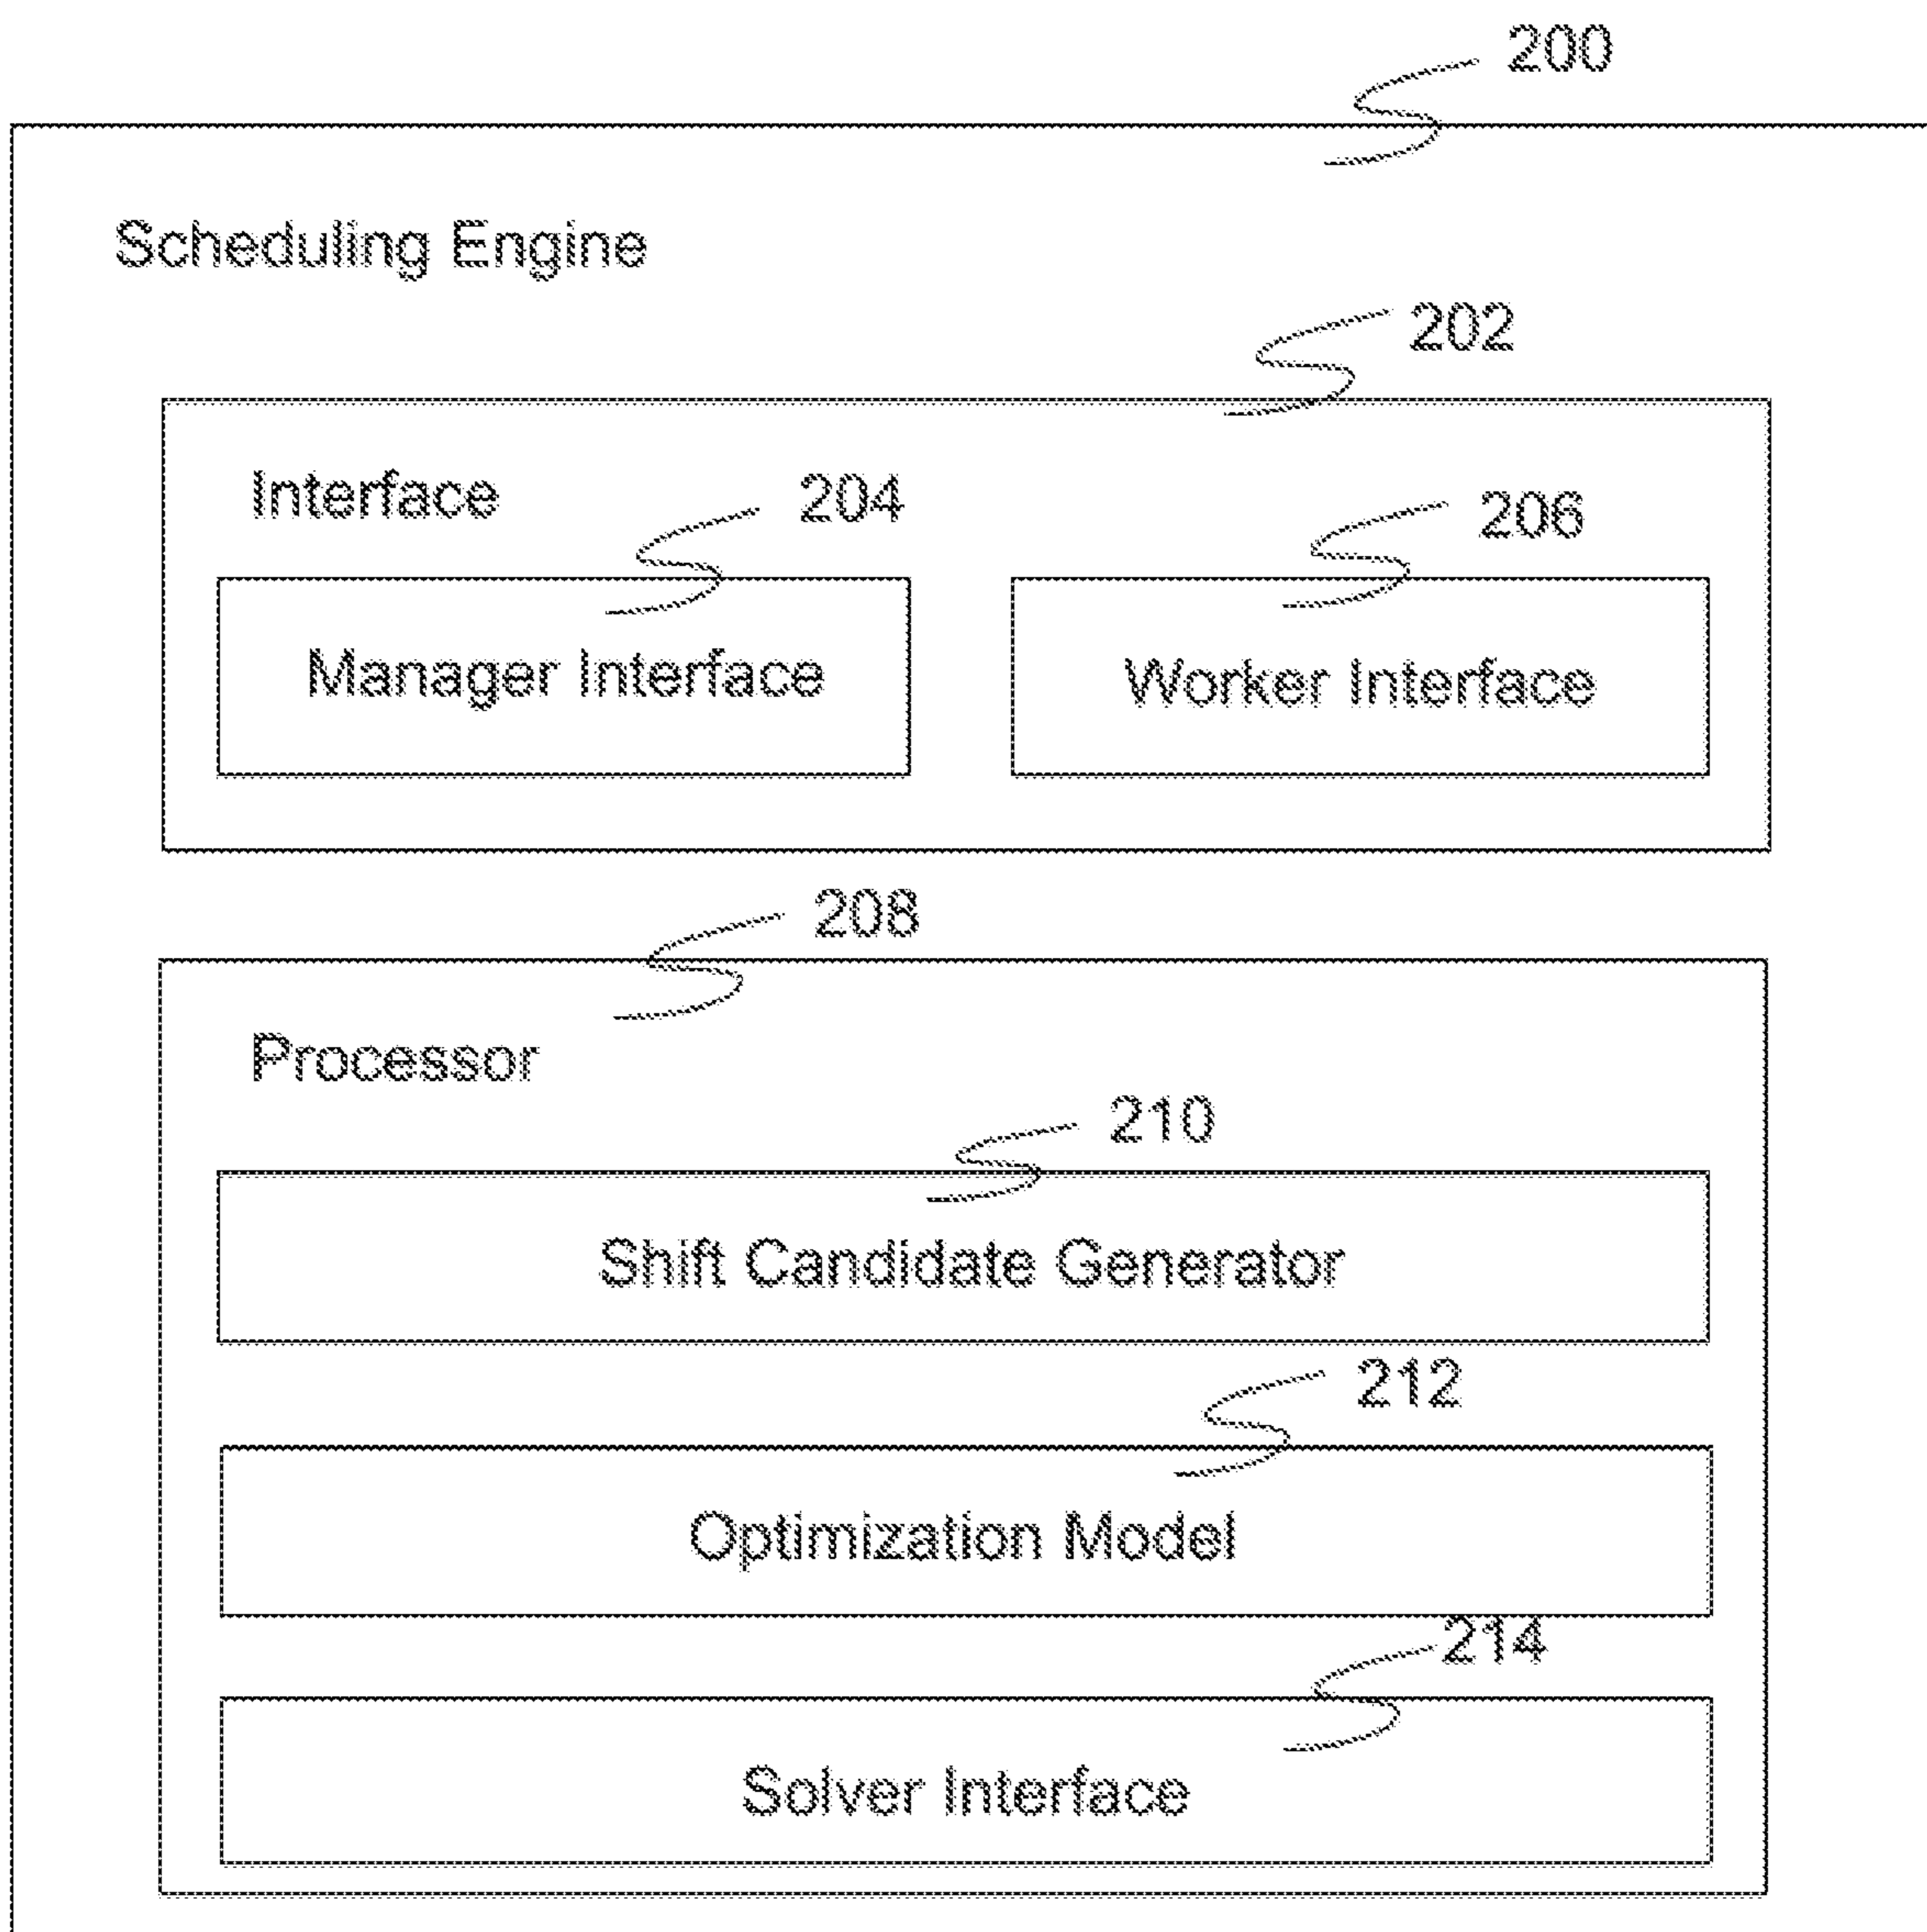 200
Scheduling Engine
202
Interface
204
206
Manager Interface
Worker Interface
208
Processor
210
Shift Candidate Generator
212
Optimization Model
214
Solver Interface